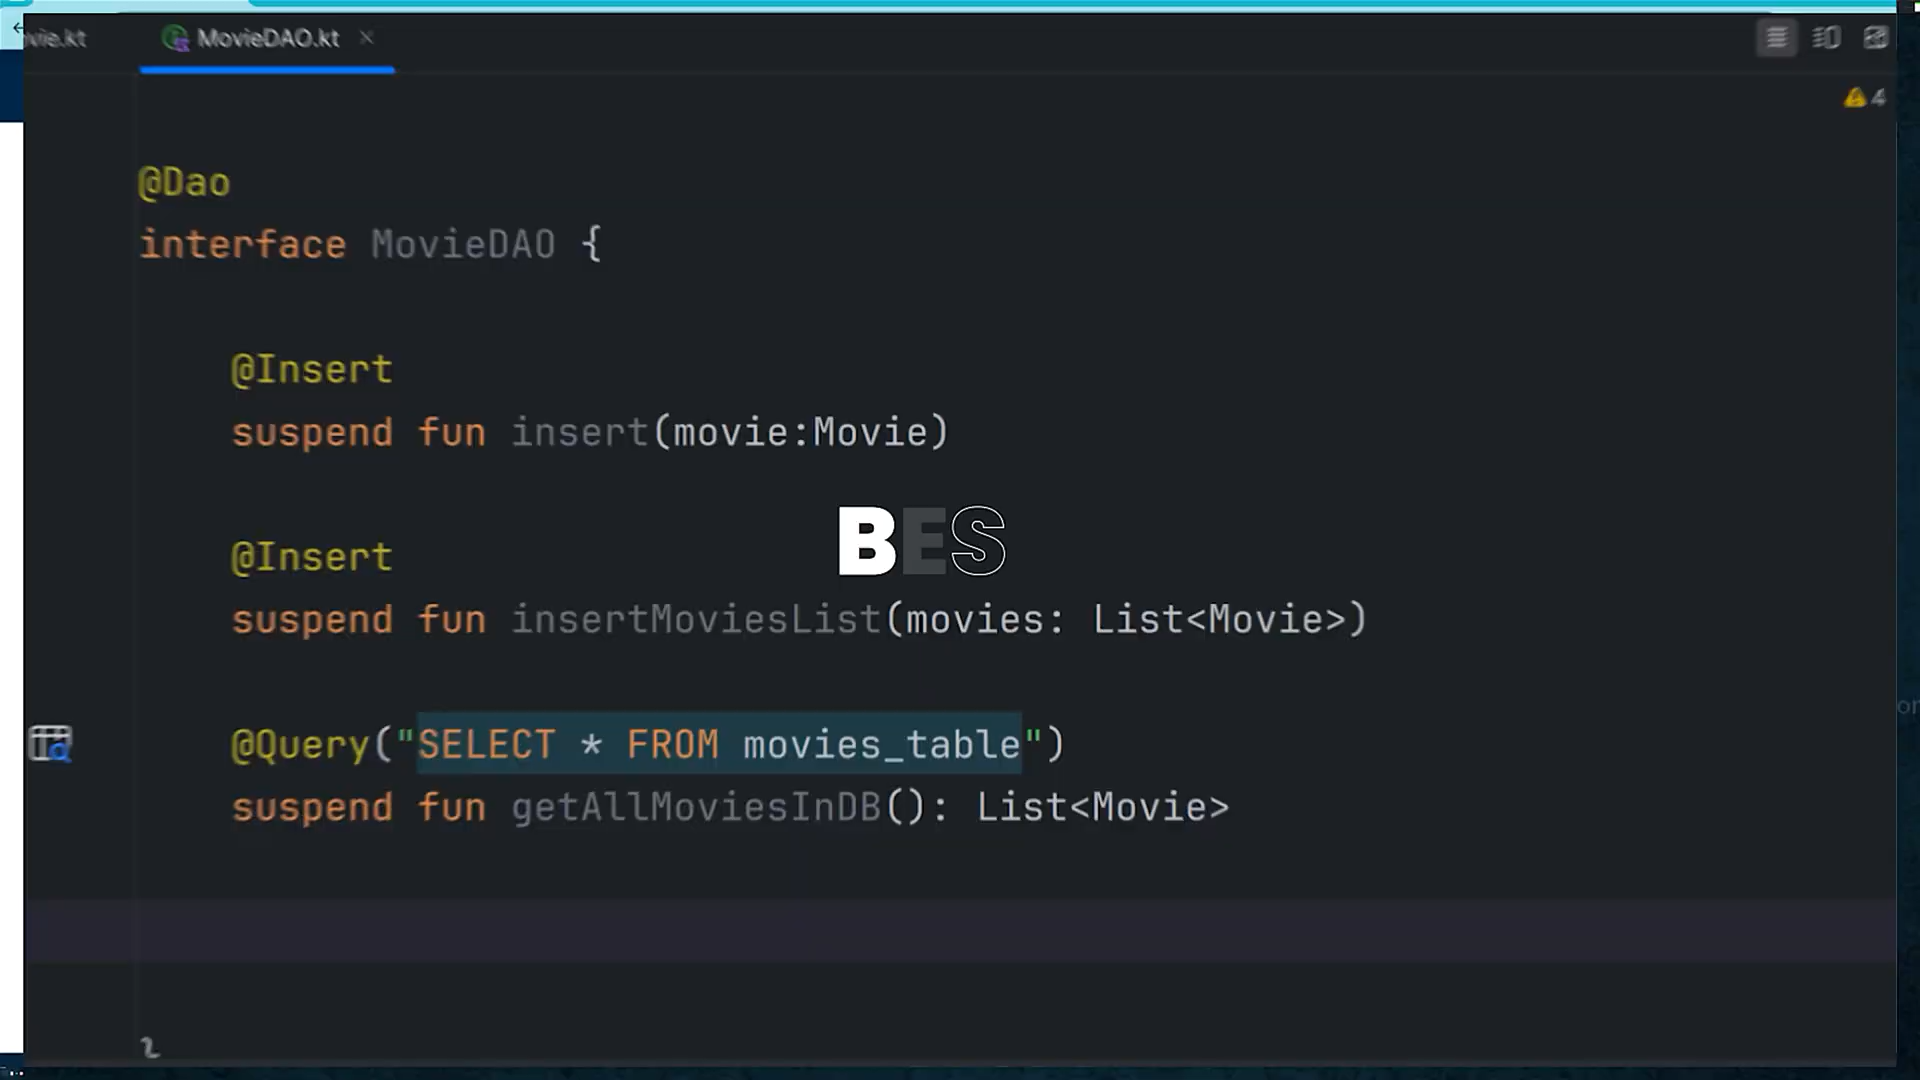 vie.kt
MovieDAO.kt
4
@Dao
interface MovieDAO {
@Insert
suspend fun insert(movie:Movie)
BES
@Insert
suspend fun insertMoviesList(movies: List<Movie>)
@Query("SELECT * FROM movies_table")
suspend fun getAllMoviesInDB(): List<Movie>